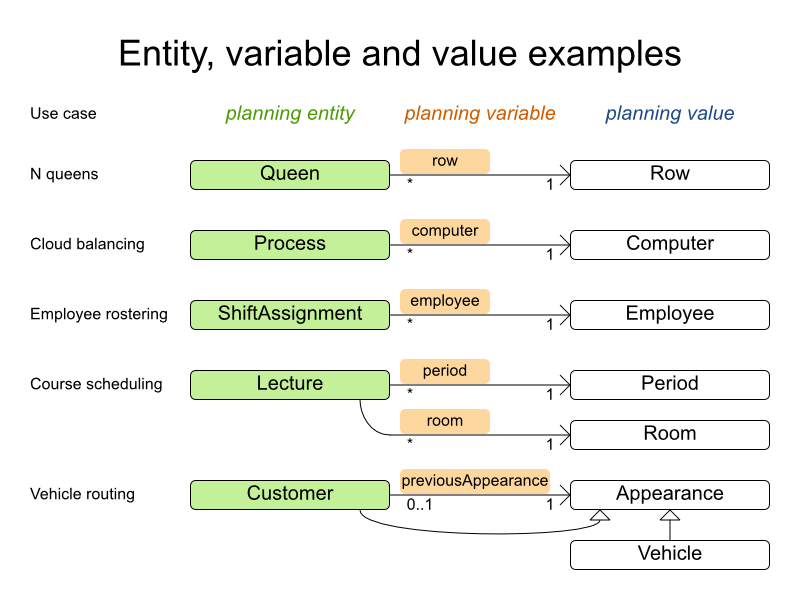 Entity, variable and value examples
Use case planning entity planning variable planning value
N queens Queen row Row
* 1
Cloud balancing Process computer Computer
* 1
Employee rostering ShiftAssignment employee Employee
* 1
Course scheduling Lecture period Period
* 1
room Room
* 1
Vehicle routing Customer previousAppearance Appearance
0..1 1
Vehicle